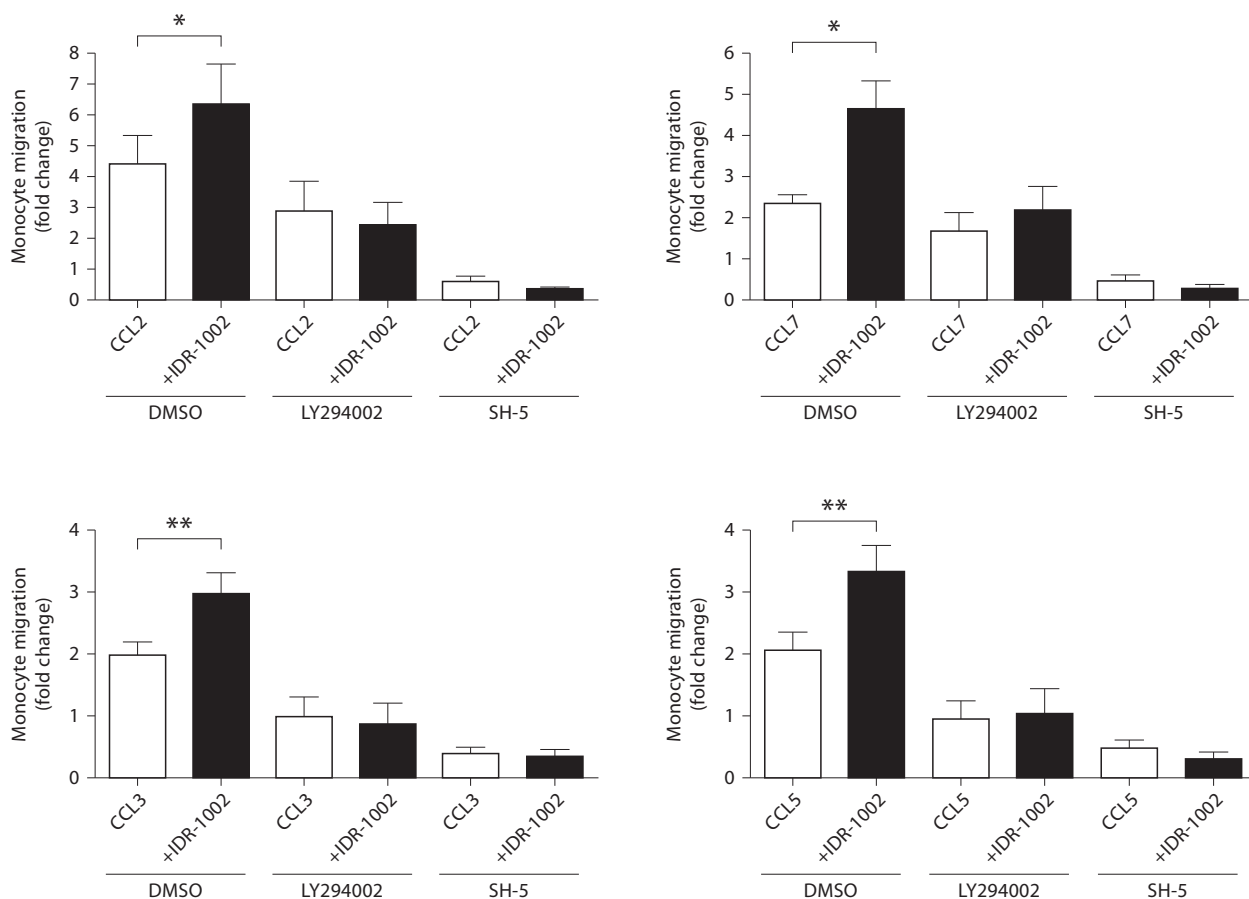 *
Monocyte migration
(fold change)
8
7
6
5
4
3
2
1
0
CCL2
+IDR-1002
CCL2
+IDR-1002
CCL2
+IDR-1002
DMSO
LY294002
SH-5
*
Monocyte migration
(fold change)
6
5
4
3
2
1
0
CCL7
+IDR-1002
CCL7
+IDR-1002
CCL7
+IDR-1002
DMSO
LY294002
SH-5
**
Monocyte migration
(fold change)
4
3
2
1
0
CCL3
+IDR-1002
CCL3
+IDR-1002
CCL3
+IDR-1002
DMSO
LY294002
SH-5
**
Monocyte migration
(fold change)
4
3
2
1
0
CCL5
+IDR-1002
CCL5
+IDR-1002
CCL5
+IDR-1002
DMSO
LY294002
SH-5